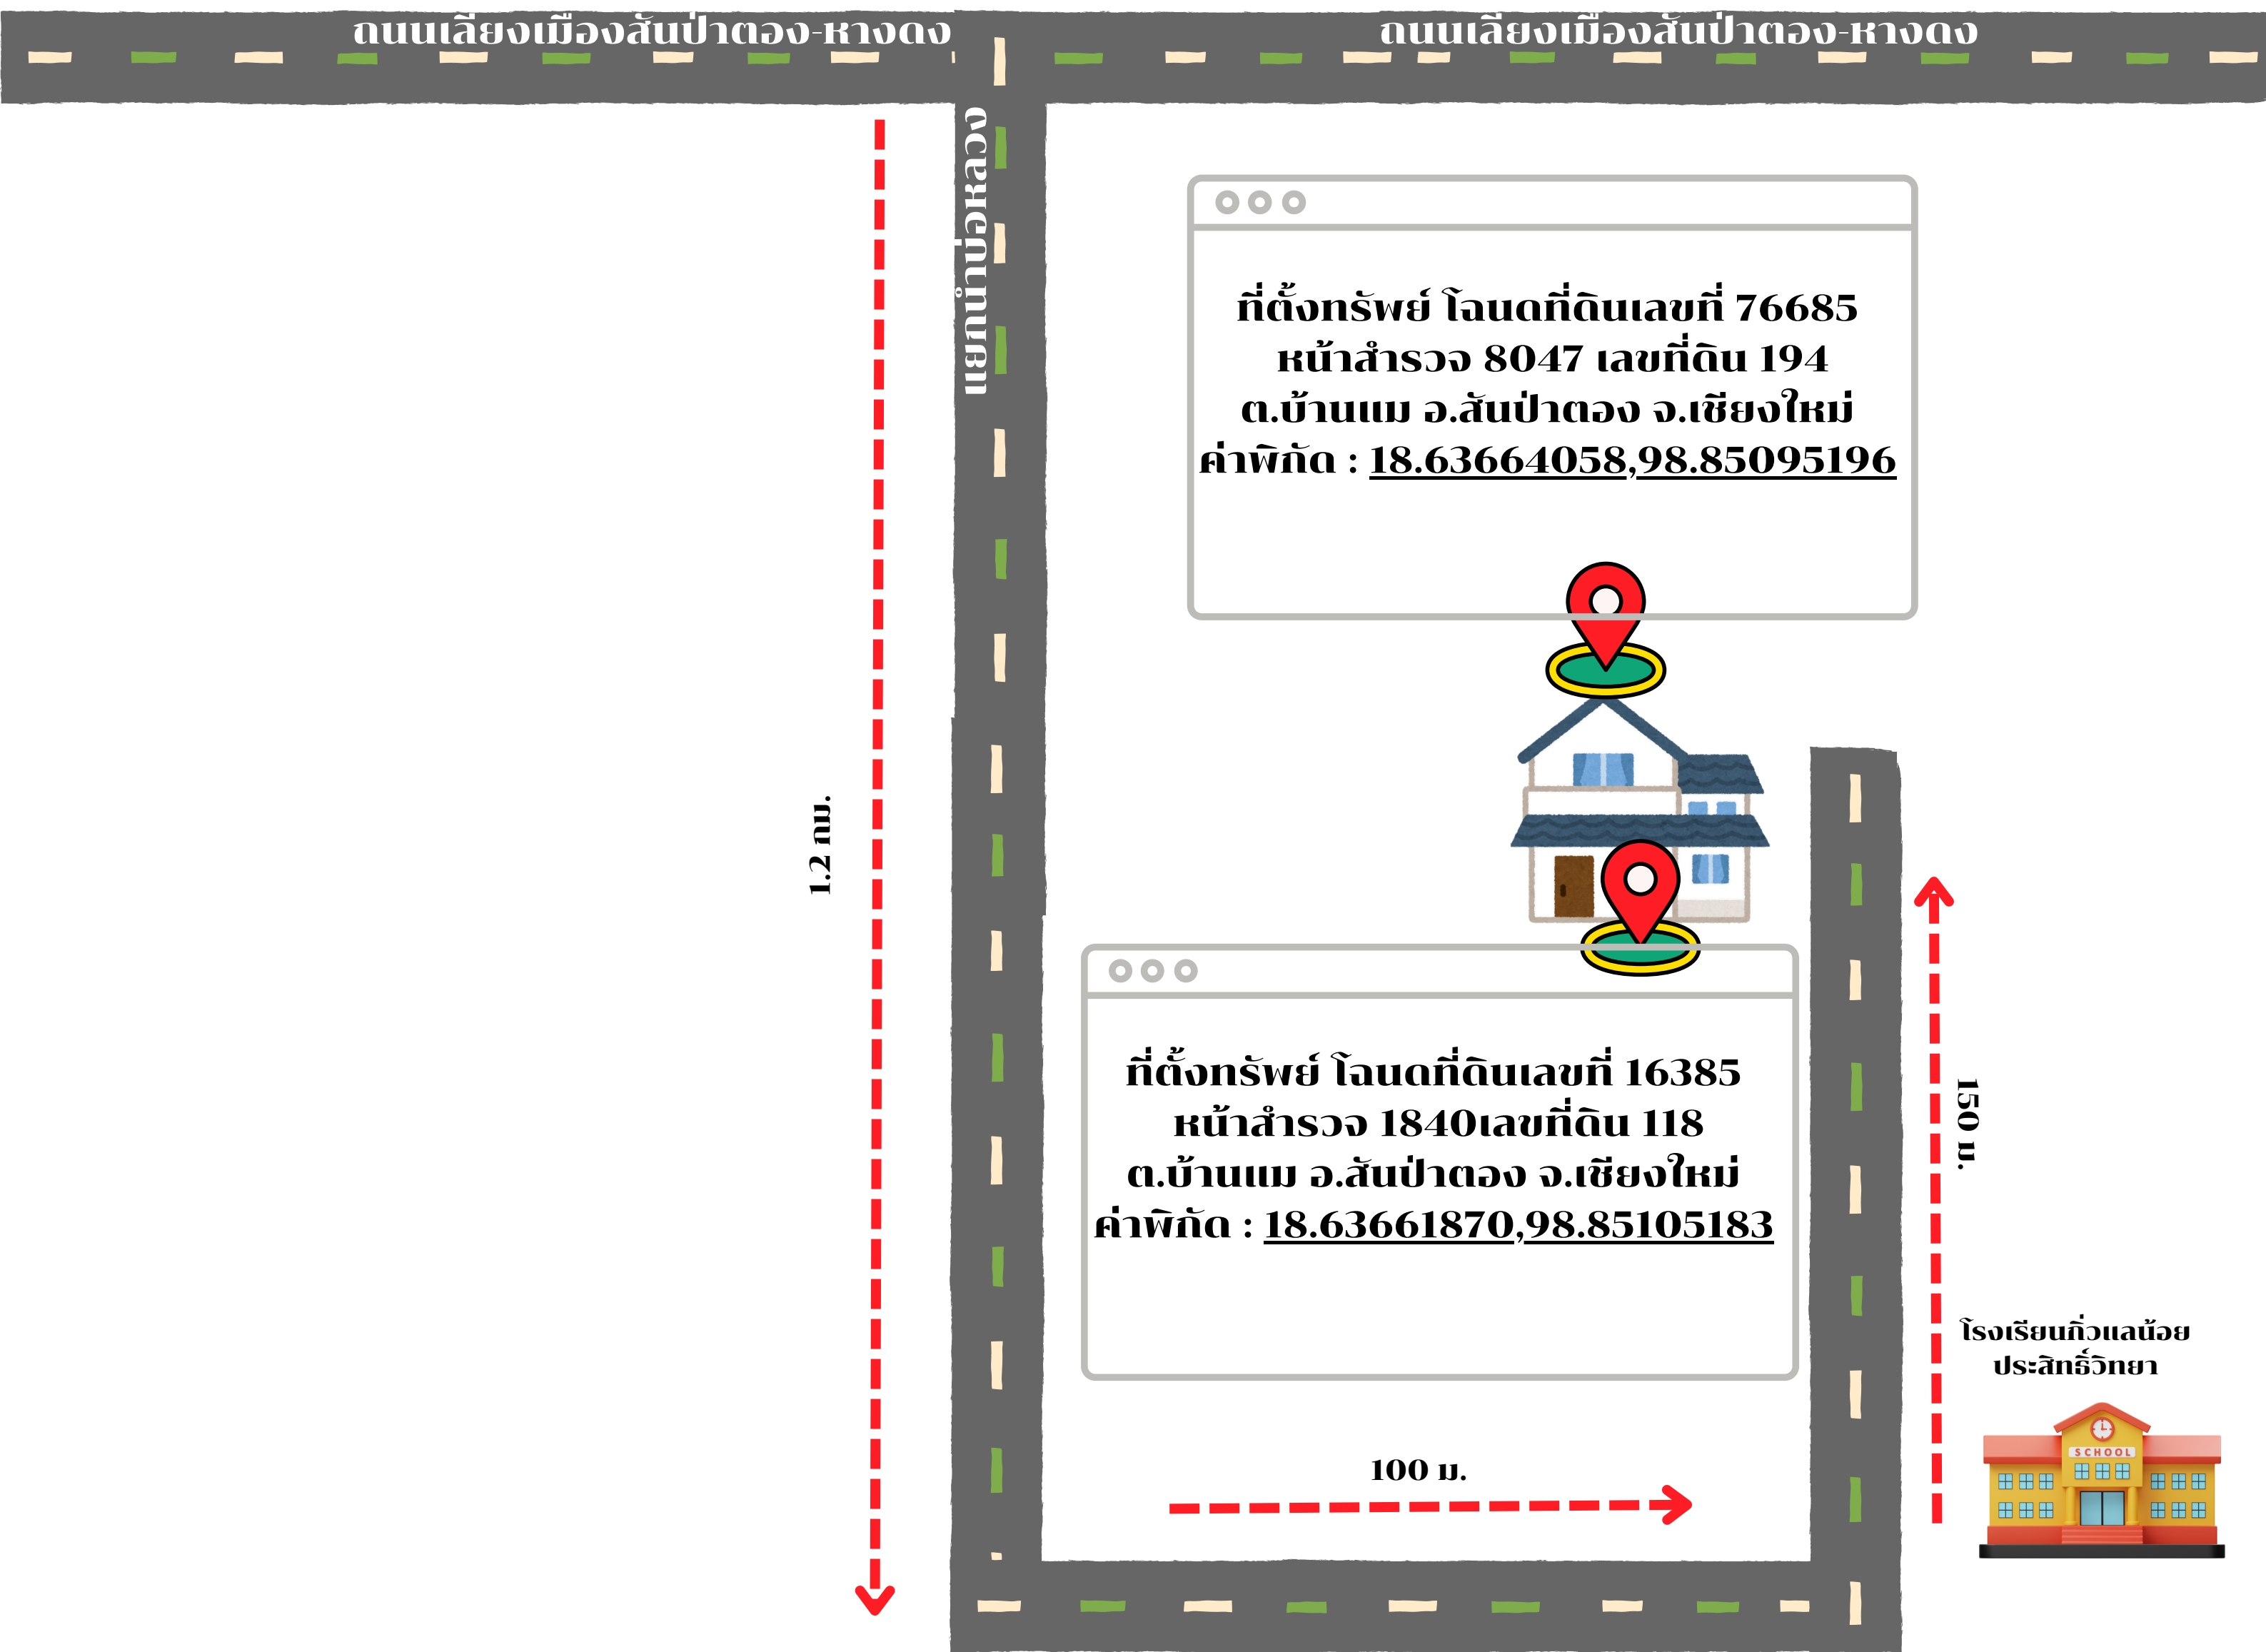 ถนนเลี่ยงเมืองสันป่าตอง-หางดง
ถนนเลี่ยงเมืองสันป่าตอง-หางดง
แยกบทุ่งเหลวง
ที่ตั้งทรัพย์ โฉนดที่ดินเลขที่ 76685
หน้าสำรวจ 8047 เลขที่ดิน 194
ต.บ้านแม อ.สันป่าตอง จ.เชียงใหม่
ค่าพิกัด : 18.63664058,98.85095196
1.2 กม.
ที่ตั้งทรัพย์ โฉนดที่ดินเลขที่ 16385
หน้าสำรวจ 1840เลขที่ดิน 118
ต.บ้านแม อ.สันป่าตอง จ.เชียงใหม่
ค่าพิกัด : 18.63661870,98.85105183
150 ม.
โรงเรียนกิ่วแลน้อย
ประสิทธิ์วิทยา
SCHOOL
100 ม.